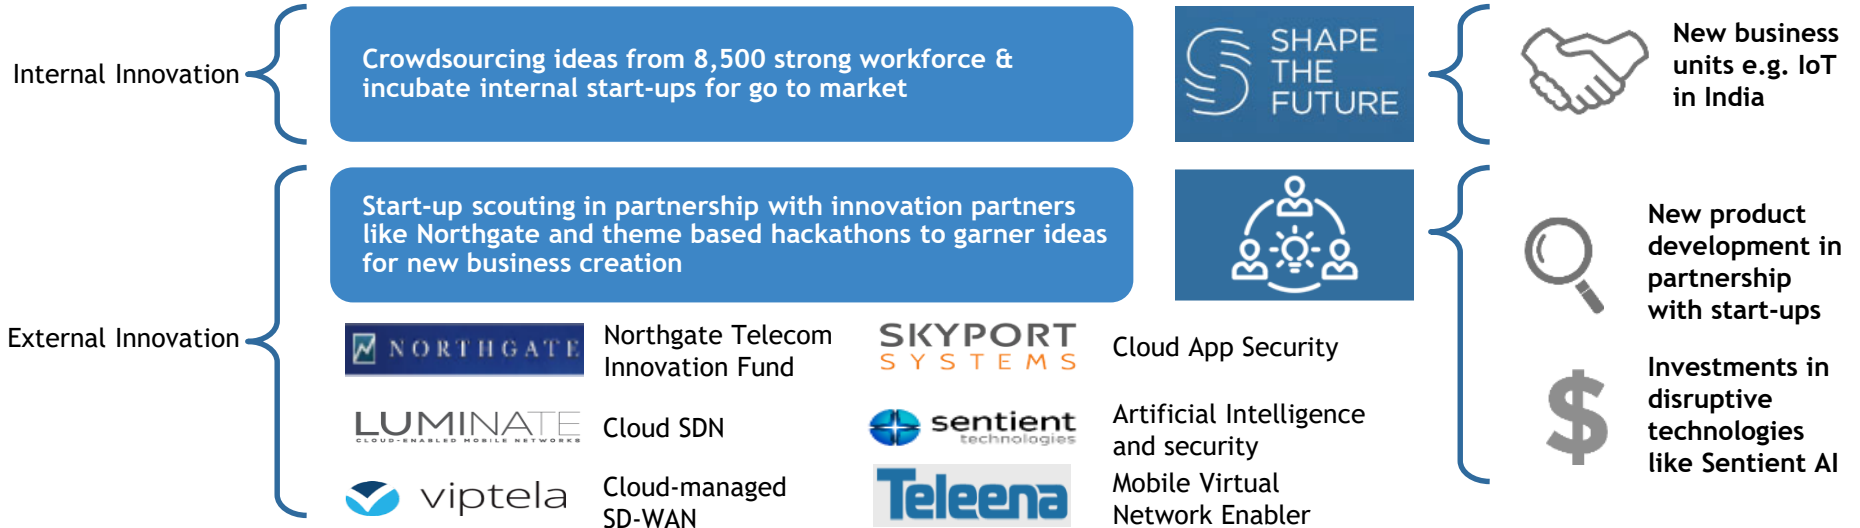 Internal Innovation
Crowdsourcing ideas from 8,500 strong workforce &
incubate internal start-ups for go to market
SHAPE
THE
FUTURE
New business
units e.g. IoT
in India
External Innovation
Start-up scouting in partnership with innovation partners
like Northgate and theme based hackathons to garner ideas
for new business creation
New product
development in
partnership
with start-ups
NORTHGATE
Northgate Telecom
Innovation Fund
SKYPORT
SYSTEMS
Cloud App Security
Investments in
disruptive
technologies
like Sentient AI
LUMINATE
CLOUD-ENABLED MOBILE NETWORKS
Cloud SDN
sentient
technologies
Artificial Intelligence
and security
viptela
Cloud-managed
SD-WAN
Teleena
Mobile Virtual
Network Enabler